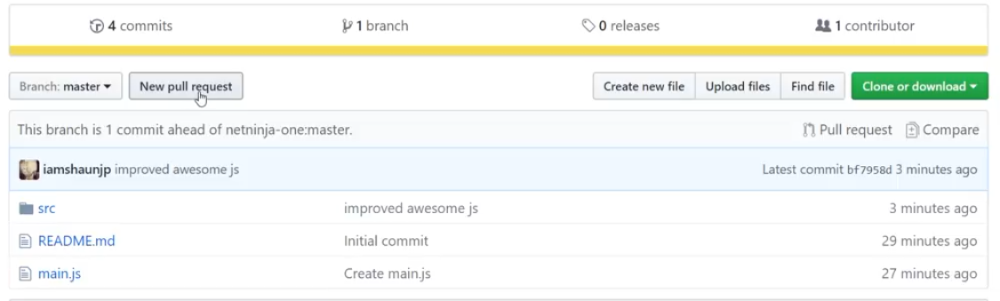 4 commits 1 branch 0 releases 1 contributor
Branch: master New pull request Create new file Upload files Find file Clone or download
This branch is 1 commit ahead of netninja-one:master. Pull request Compare
iamshaunjp improved awesome js Latest commit bf7958d 3 minutes ago
src improved awesome js 3 minutes ago
README.md Initial commit 29 minutes ago
main.js Create main.js 27 minutes ago